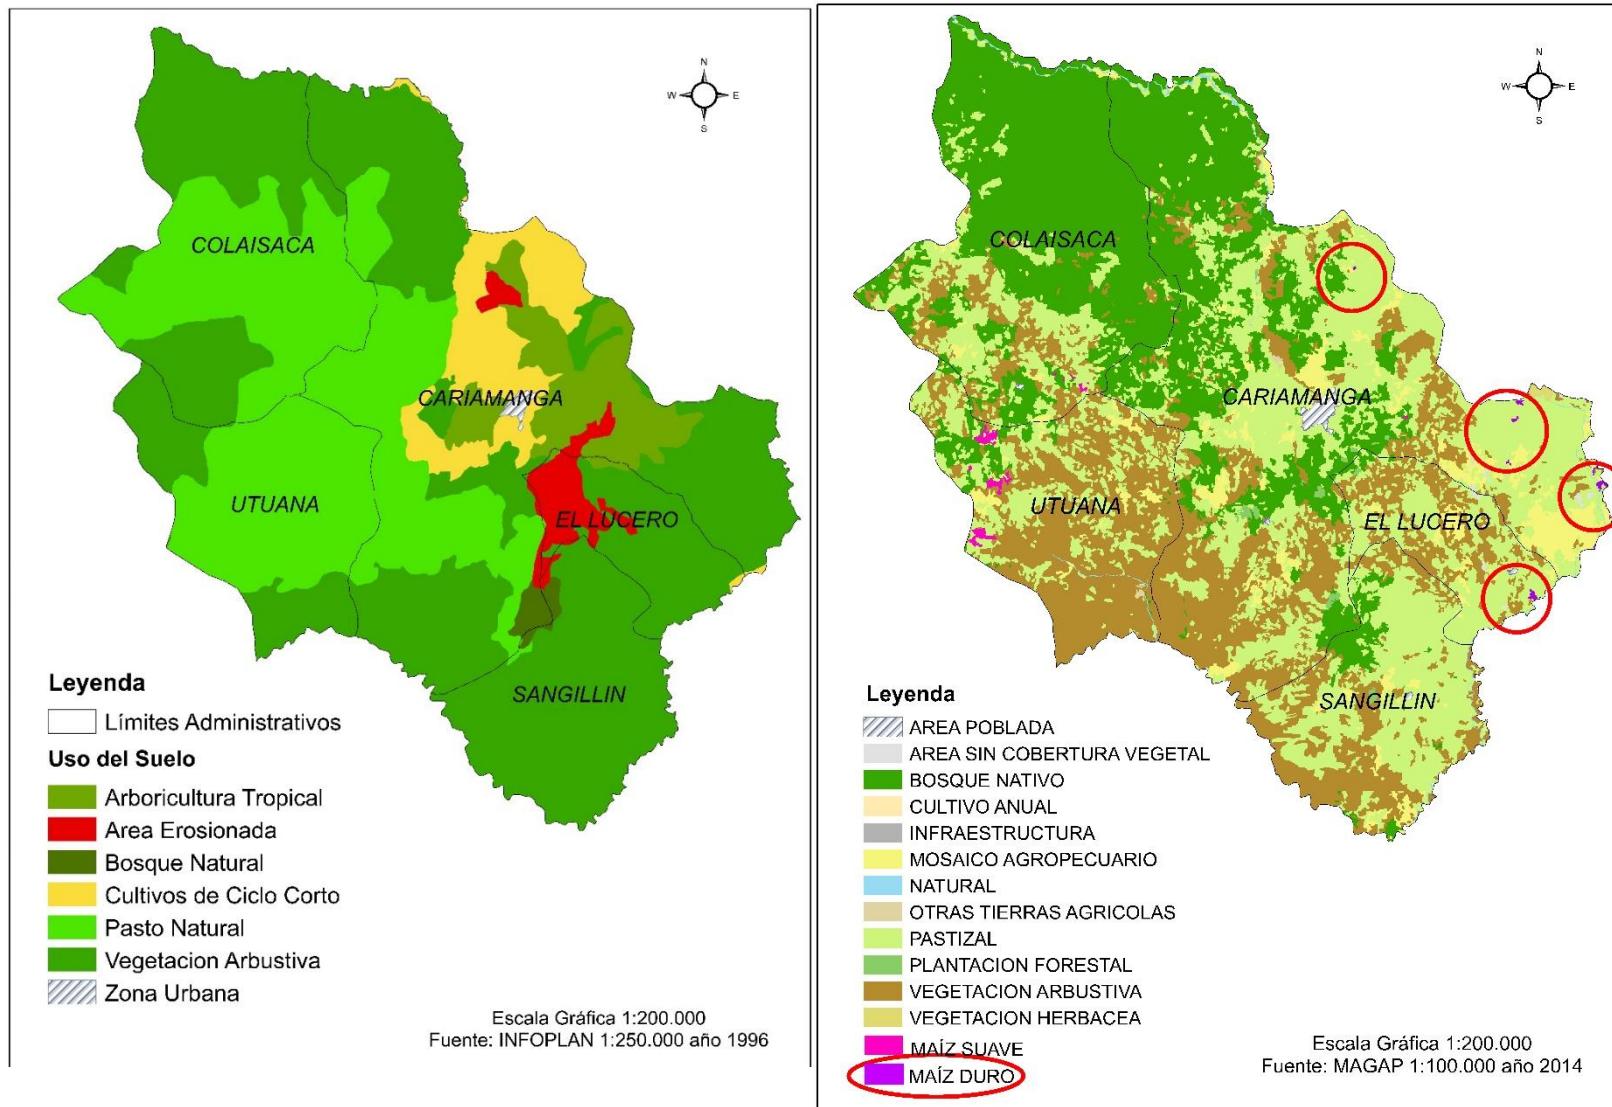 N
W
E
S
COLAISACA
CARIAMANGA
UTUANA
EL LUCERO
SANGILLIN
Leyenda
Límites Administrativos
Uso del Suelo
Arboricultura Tropical
Area Erosionada
Bosque Natural
Cultivos de Ciclo Corto
Pasto Natural
Vegetacion Arbustiva
Zona Urbana
Escala Gráfica 1:200.000
Fuente: INFOPLAN 1:250.000 año 1996
N
W
E
S
COLAISACA
CARIAMANGA
UTUANA
EL LUCERO
SANGILLIN
Leyenda
AREA POBLADA
AREA SIN COBERTURA VEGETAL
BOSQUE NATIVO
CULTIVO ANUAL
INFRAESTRUCTURA
MOSAICO AGROPECUARIO
NATURAL
OTRAS TIERRAS AGRICOLAS
PASTIZAL
PLANTACION FORESTAL
VEGETACION ARBUSTIVA
VEGETACION HERBACEA
MAÍZ SUAVE
MAÍZ DURO
Escala Gráfica 1:200.000
Fuente: MAGAP 1:100.000 año 2014